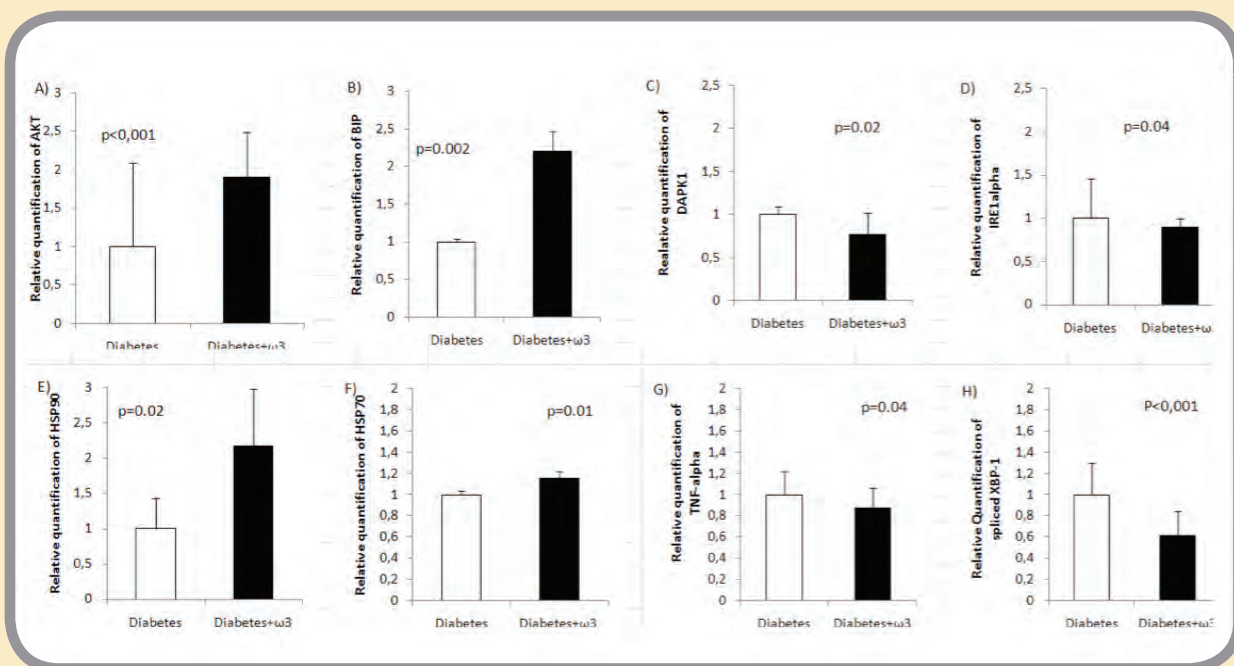 A)
Relative quantification of AKT
3
2,5
2
1,5
1
0,5
0
p<0,001
Diabetes
Diabetes+ω3
B)
Relative quantification of BIP
3
2,5
2
1,5
1
0,5
0
p=0.002
Diabetes
Diabetes+ω3
C)
Realative quantification of
DAPK1
2,5
2
1,5
1
0,5
0
p=0.02
Diabetes
Diabetes+ω3
D)
Relative quantification of
IRE1alpha
2,5
2
1,5
1
0,5
0
p=0.04
Diabetes
Diabetes+ω
E)
Relative quantification of HSP90
3
2,5
2
1,5
1
0,5
0
p=0.02
Diabetes
Diabetes+ω3
F)
Relative quantification of HSP70
2
1,8
1,6
1,4
1,2
1
0,8
0,6
0,4
0,2
0
p=0.01
Diabetes
Diabetes+ω3
G)
Relative quantification of
TNF-alpha
2
1,8
1,6
1,4
1,2
1
0,8
0,6
0,4
0,2
0
p=0.04
Diabetes
Diabetes+ω3
H)
Relative Quantification of
spliced XBP-1
2
1,8
1,6
1,4
1,2
1
0,8
0,6
0,4
0,2
0
P<0,001
Diabetes
Diabetes+ω3